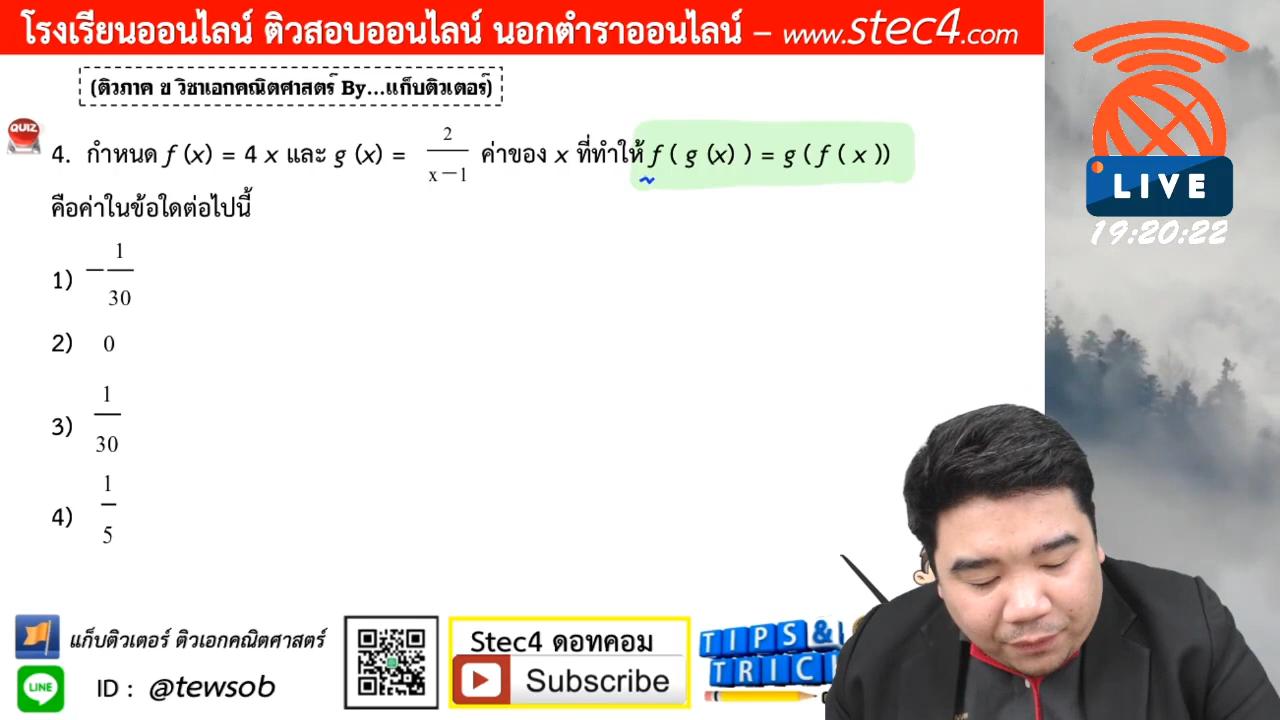 โรงเรียนออนไลน์ ติวสอบออนไลน์ นอกตำราออนไลน์ – www.stec4.com
(ติวภาค ข วิชาเอกคณิตศาสตร์ By...แก็บติวเตอร์)
QUIZ
4. กำหนด f (x) = 4 x และ g (x) = 2/(x−1) ค่าของ x ที่ทำให้ f ( g (x) ) = g ( f ( x ))
คือค่าในข้อใดต่อไปนี้
1) −1/30
2) 0
3) 1/30
4) 1/5
LIVE
19:20:22
แก็บติวเตอร์ ติวเอกคณิตศาสตร์
LINE
ID : @tewsob
Stec4 ดอทคอม
Subscribe
TIPS &
TRIC